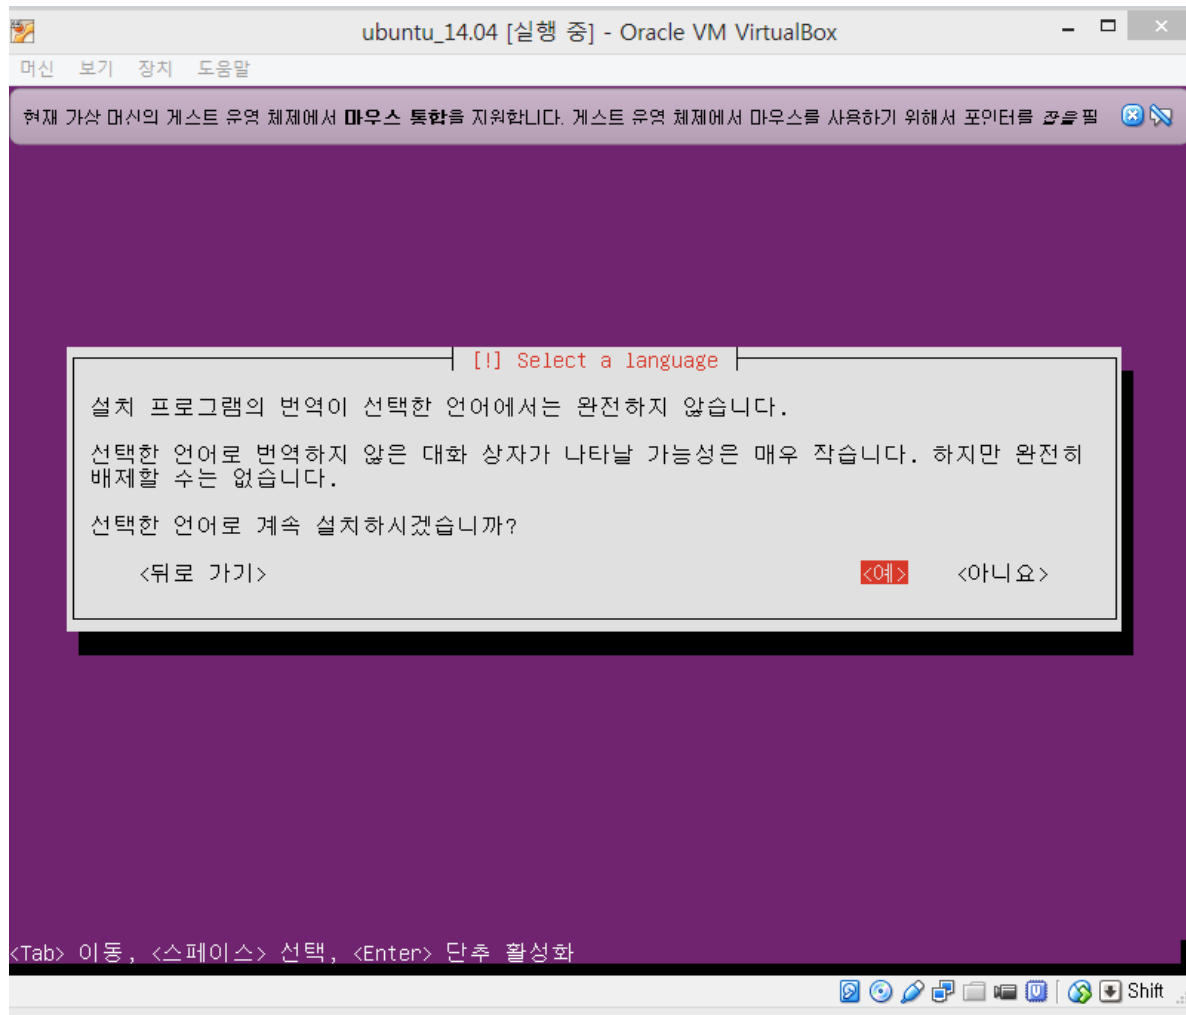 ubuntu_14.04 [실행 중] - Oracle VM VirtualBox
머신 보기 장치 도움말
현재 가상 머신의 게스트 운영 체제에서 마우스 통합을 지원합니다. 게스트 운영 체제에서 마우스를 사용하기 위해서 포인터를 잡을 필
[!] Select a language
설치 프로그램의 번역이 선택한 언어에서는 완전하지 않습니다.
선택한 언어로 번역하지 않은 대화 상자가 나타날 가능성은 매우 작습니다. 하지만 완전히
배제할 수는 없습니다.
선택한 언어로 계속 설치하시겠습니까?
<뒤로 가기> <예> <아니요>
<Tab> 이동, <스페이스> 선택, <Enter> 단추 활성화
Shift